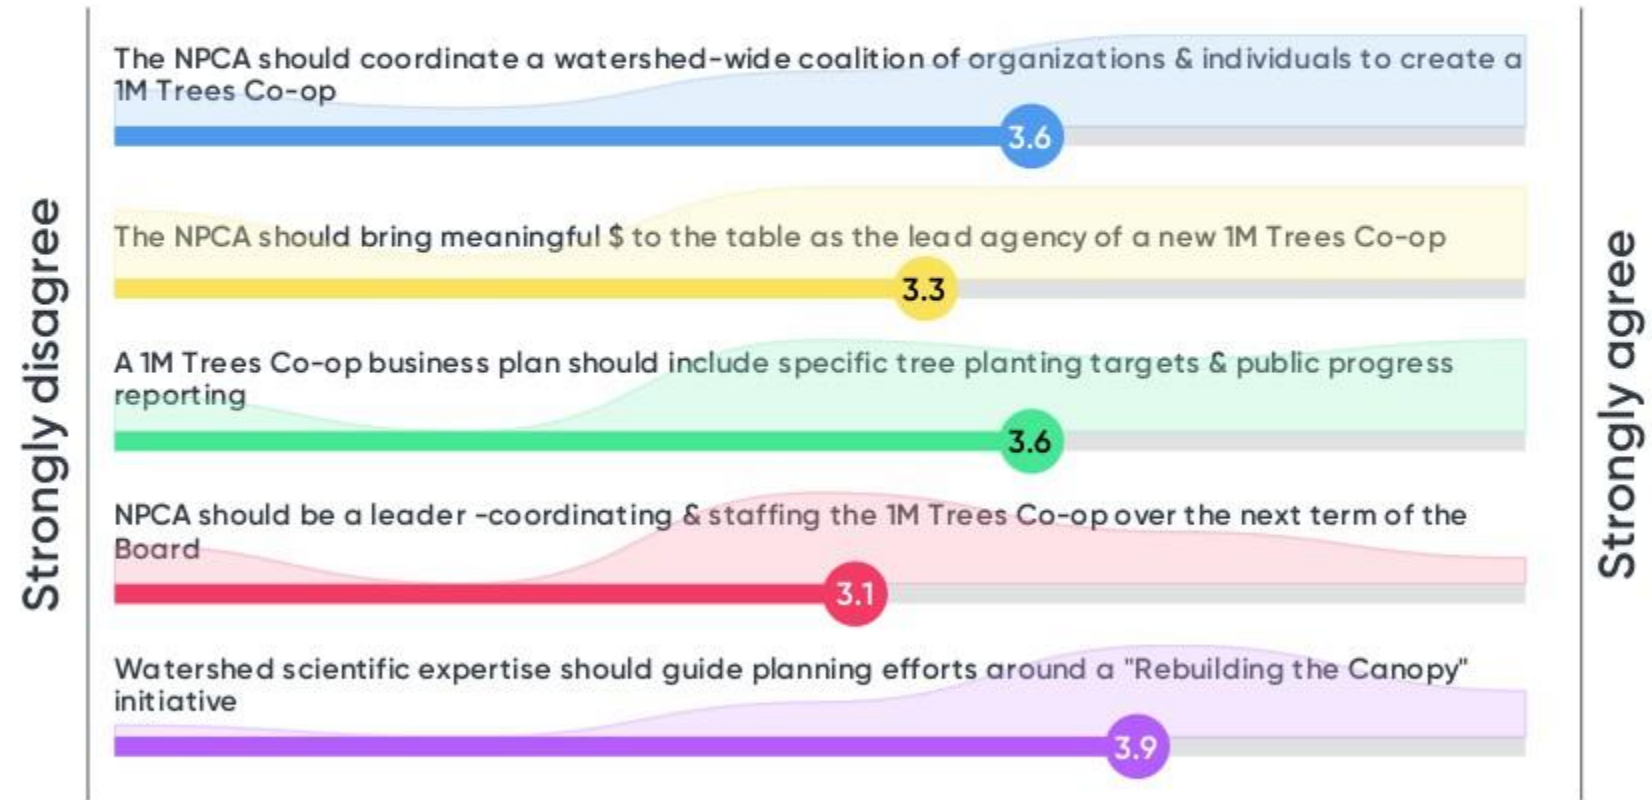 The NPCA should coordinate a watershed-wide coalition of organizations & individuals to create a
1M Trees Co-op
3.6
The NPCA should bring meaningful $ to the table as the lead agency of a new 1M Trees Co-op
3.3
A 1M Trees Co-op business plan should include specific tree planting targets & public progress
reporting
3.6
NPCA should be a leader -coordinating & staffing the 1M Trees Co-op over the next term of the
Board
3.1
Watershed scientific expertise should guide planning efforts around a "Rebuilding the Canopy"
initiative
3.9
Strongly disagree
Strongly agree